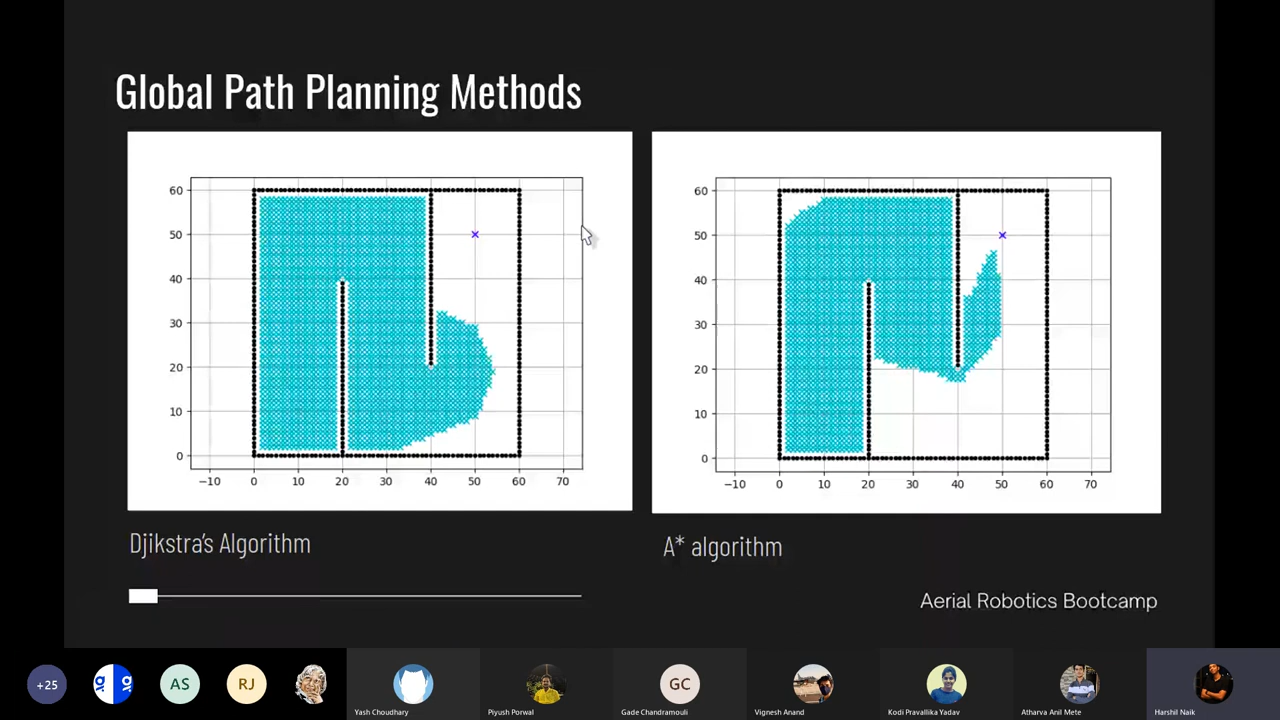 Global Path Planning Methods
60
50
40
30
20
10
0
−10 0 10 20 30 40 50 60 70
60
50
40
30
20
10
0
−10 0 10 20 30 40 50 60 70
Djikstra's Algorithm
A* algorithm
Aerial Robotics Bootcamp
+25
AS
RJ
GC
Yash Choudhary
Piyush Porwal
Gade Chandramouli
Vignesh Anand
Kodi Pravallika Yadav
Atharva Anil Mete
Harshil Naik